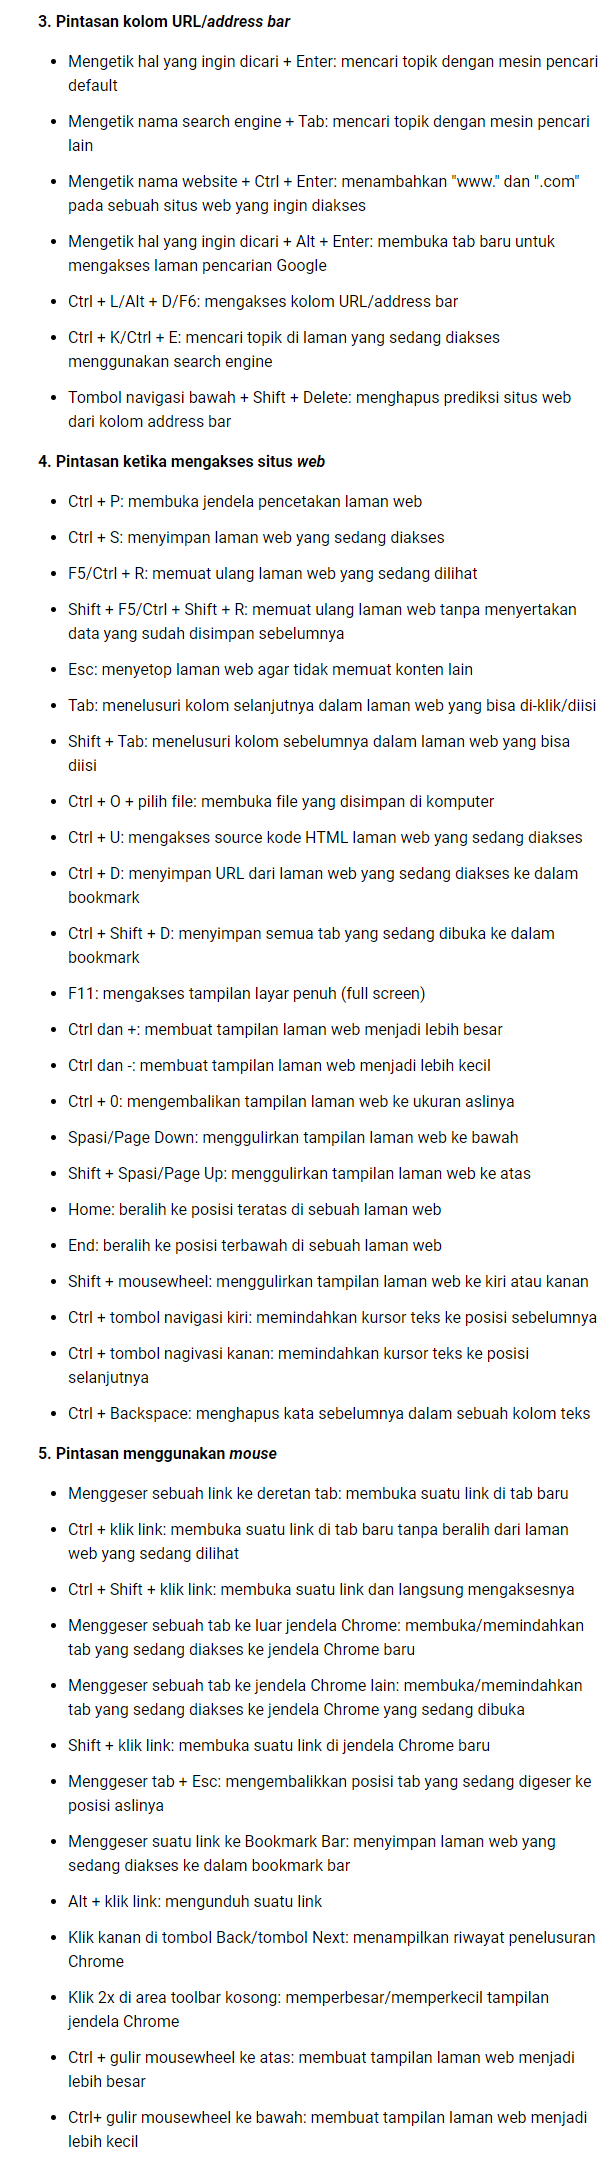 3. Pintasan kolom URL/address bar
• Mengetik hal yang ingin dicari + Enter: mencari topik dengan mesin pencari
default
• Mengetik nama search engine + Tab: mencari topik dengan mesin pencari
lain
• Mengetik nama website + Ctrl + Enter: menambahkan "www." dan ".com"
pada sebuah situs web yang ingin diakses
• Mengetik hal yang ingin dicari + Alt + Enter: membuka tab baru untuk
mengakses laman pencarian Google
• Ctrl + L/Alt + D/F6: mengakses kolom URL/address bar
• Ctrl + K/Ctrl + E: mencari topik di laman yang sedang diakses
menggunakan search engine
• Tombol navigasi bawah + Shift + Delete: menghapus prediksi situs web
dari kolom address bar
4. Pintasan ketika mengakses situs web
• Ctrl + P: membuka jendela pencetakan laman web
• Ctrl + S: menyimpan laman web yang sedang diakses
• F5/Ctrl + R: memuat ulang laman web yang sedang dilihat
• Shift + F5/Ctrl + Shift + R: memuat ulang laman web tanpa menyertakan
data yang sudah disimpan sebelumnya
• Esc: menyetop laman web agar tidak memuat konten lain
• Tab: menelusuri kolom selanjutnya dalam laman web yang bisa di-klik/diisi
• Shift + Tab: menelusuri kolom sebelumnya dalam laman web yang bisa
diisi
• Ctrl + O + pilih file: membuka file yang disimpan di komputer
• Ctrl + U: mengakses source kode HTML laman web yang sedang diakses
• Ctrl + D: menyimpan URL dari laman web yang sedang diakses ke dalam
bookmark
• Ctrl + Shift + D: menyimpan semua tab yang sedang dibuka ke dalam
bookmark
• F11: mengakses tampilan layar penuh (full screen)
• Ctrl dan +: membuat tampilan laman web menjadi lebih besar
• Ctrl dan -: membuat tampilan laman web menjadi lebih kecil
• Ctrl + 0: mengembalikan tampilan laman web ke ukuran aslinya
• Spasi/Page Down: menggulirkan tampilan laman web ke bawah
• Shift + Spasi/Page Up: menggulirkan tampilan laman web ke atas
• Home: beralih ke posisi teratas di sebuah laman web
• End: beralih ke posisi terbawah di sebuah laman web
• Shift + mousewheel: menggulirkan tampilan laman web ke kiri atau kanan
• Ctrl + tombol navigasi kiri: memindahkan kursor teks ke posisi sebelumnya
• Ctrl + tombol nagivasi kanan: memindahkan kursor teks ke posisi
selanjutnya
• Ctrl + Backspace: menghapus kata sebelumnya dalam sebuah kolom teks
5. Pintasan menggunakan mouse
• Menggeser sebuah link ke deretan tab: membuka suatu link di tab baru
• Ctrl + klik link: membuka suatu link di tab baru tanpa beralih dari laman
web yang sedang dilihat
• Ctrl + Shift + klik link: membuka suatu link dan langsung mengaksesnya
• Menggeser sebuah tab ke luar jendela Chrome: membuka/memindahkan
tab yang sedang diakses ke jendela Chrome baru
• Menggeser sebuah tab ke jendela Chrome lain: membuka/memindahkan
tab yang sedang diakses ke jendela Chrome yang sedang dibuka
• Shift + klik link: membuka suatu link di jendela Chrome baru
• Menggeser tab + Esc: mengembalikkan posisi tab yang sedang digeser ke
posisi aslinya
• Menggeser suatu link ke Bookmark Bar: menyimpan laman web yang
sedang diakses ke dalam bookmark bar
• Alt + klik link: mengunduh suatu link
• Klik kanan di tombol Back/tombol Next: menampilkan riwayat penelusuran
Chrome
• Klik 2x di area toolbar kosong: memperbesar/memperkecil tampilan
jendela Chrome
• Ctrl + gulir mousewheel ke atas: membuat tampilan laman web menjadi
lebih besar
• Ctrl+ gulir mousewheel ke bawah: membuat tampilan laman web menjadi
lebih kecil